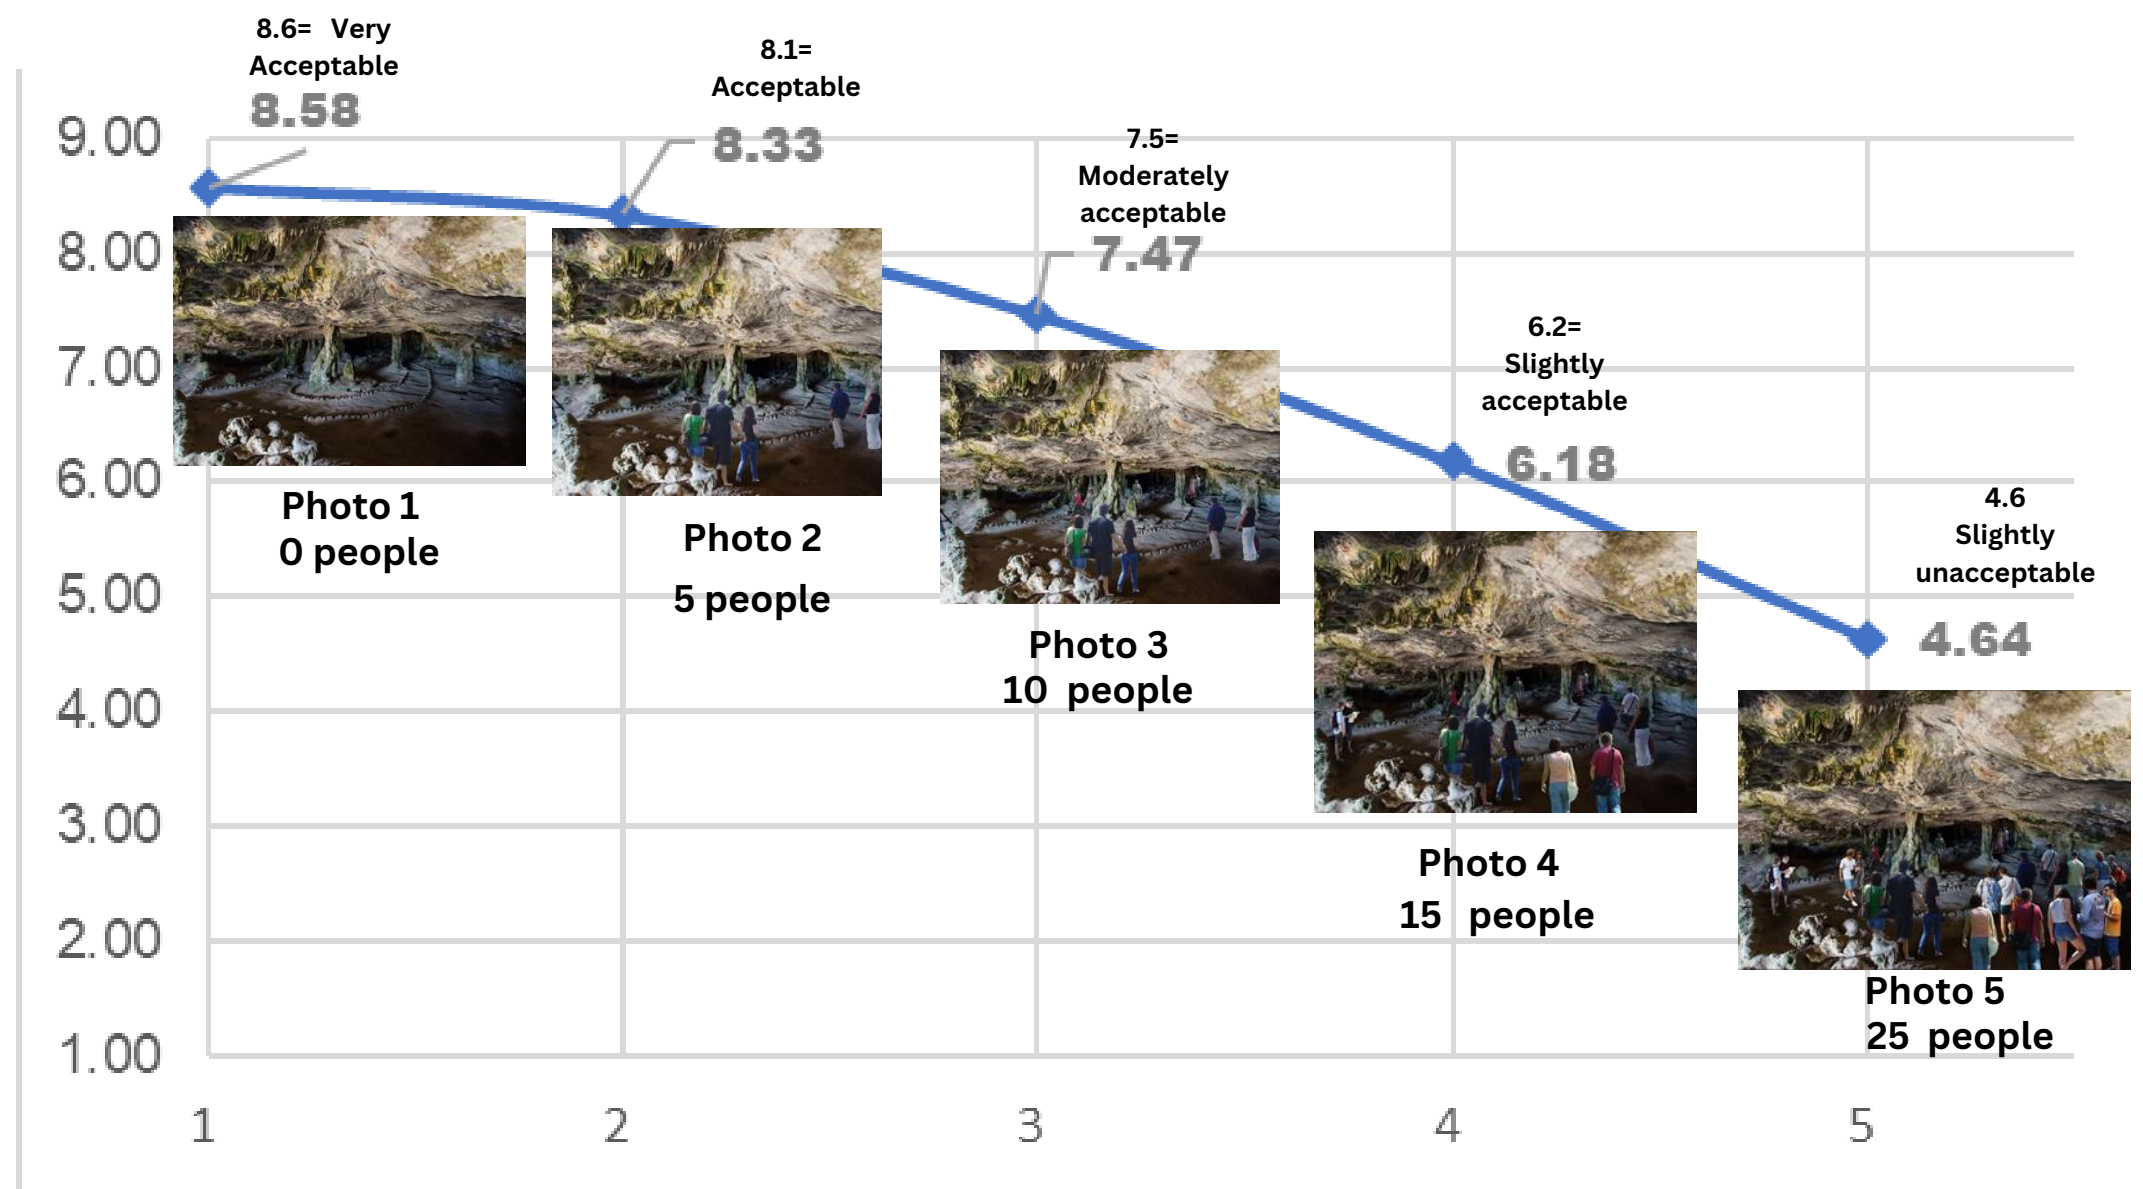 8.6= Very
Acceptable
8.58
8.1=
Acceptable
8.33
7.5=
Moderately
acceptable
7.47
6.2=
Slightly
acceptable
6.18
4.6
Slightly
unacceptable
4.64
9.00
8.00
7.00
6.00
5.00
4.00
3.00
2.00
1.00
Photo 1
0 people
Photo 2
5 people
Photo 3
10 people
Photo 4
15 people
Photo 5
25 people
1
2
3
4
5